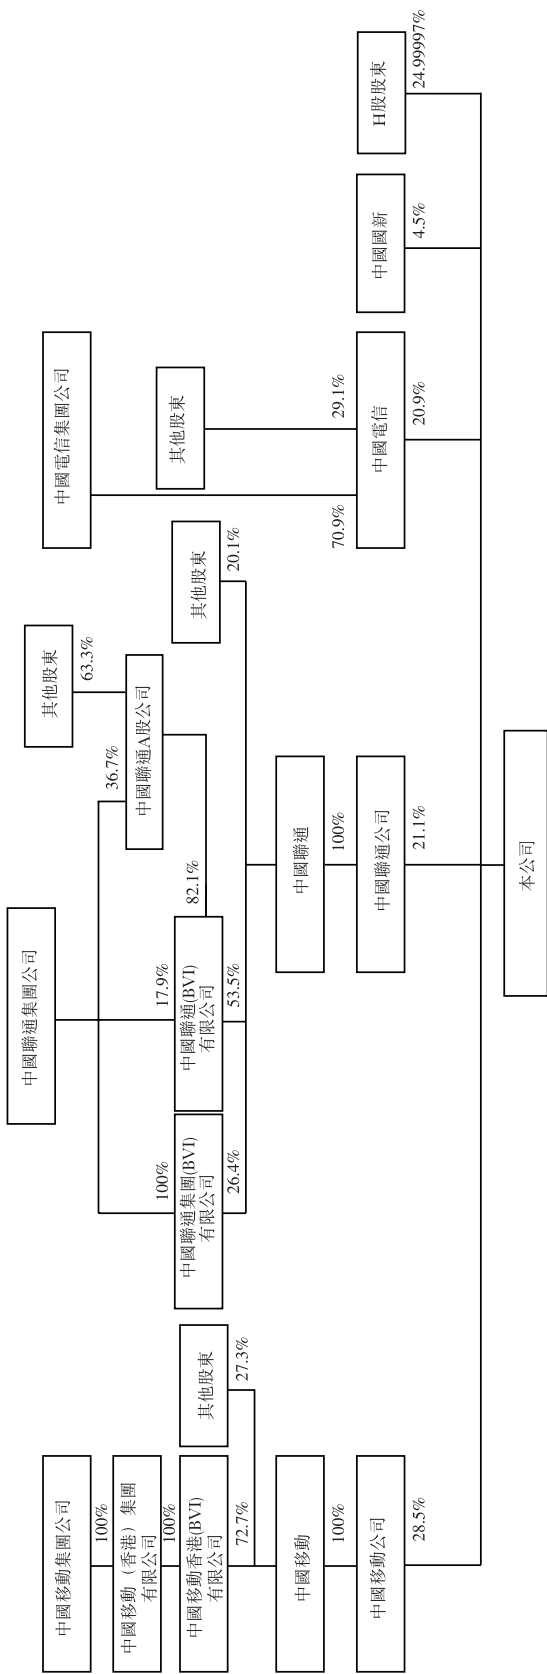 中國移動集團公司
100%
中國移動（香港）集團
有限公司
100%
中國移動香港(BVI)
有限公司
72.7%
其他股東
27.3%
中國移動
100%
中國移動公司
28.5%
中國聯通集團公司
其他股東
63.3%
36.7%
中國聯通A股公司
82.1%
100%
中國聯通集團(BVI)
有限公司
26.4%
17.9%
中國聯通(BVI)
有限公司
53.5%
其他股東
20.1%
中國聯通
100%
中國聯通公司
21.1%
中國電信集團公司
70.9%
其他股東
29.1%
中國電信
20.9%
中國國新
4.5%
H股股東
24.99997%
本公司